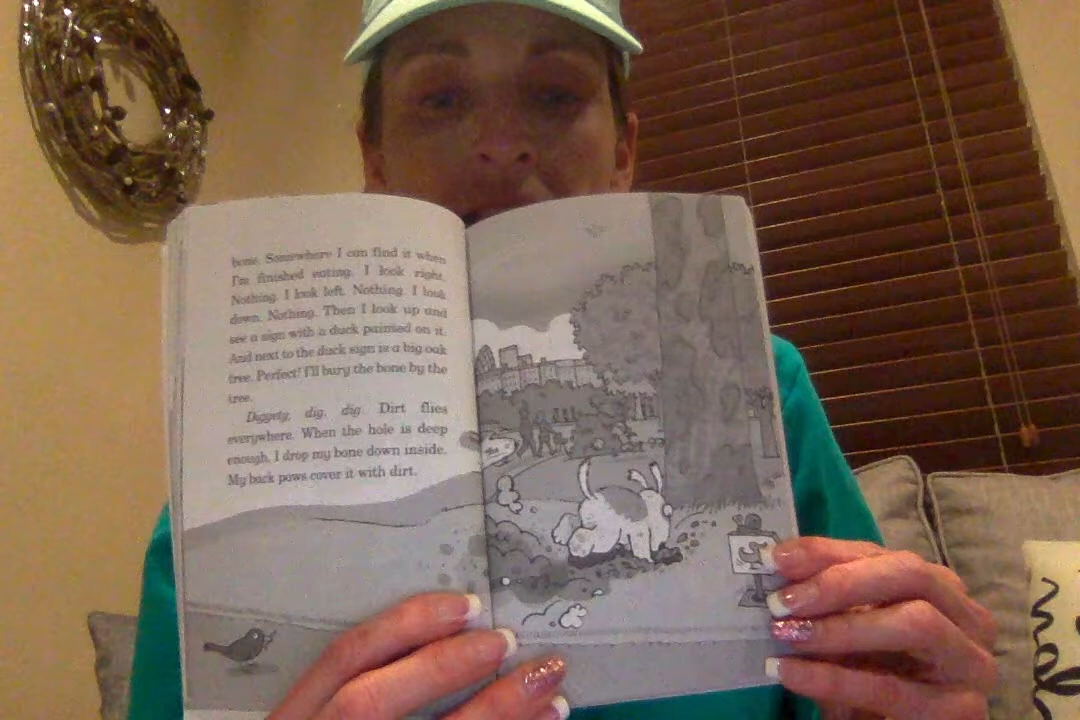 bone. Somewhere I can find it when
I'm finished eating. I look right.
Nothing. I look left. Nothing. I look
down. Nothing. Then I look up and
see a sign with a duck painted on it.
And next to the duck sign is a big oak
tree. Perfect! I'll bury the bone by the
tree.
Diggety, dig, dig. Dirt flies
everywhere. When the hole is deep
enough, I drop my bone down inside.
My back paws cover it with dirt.